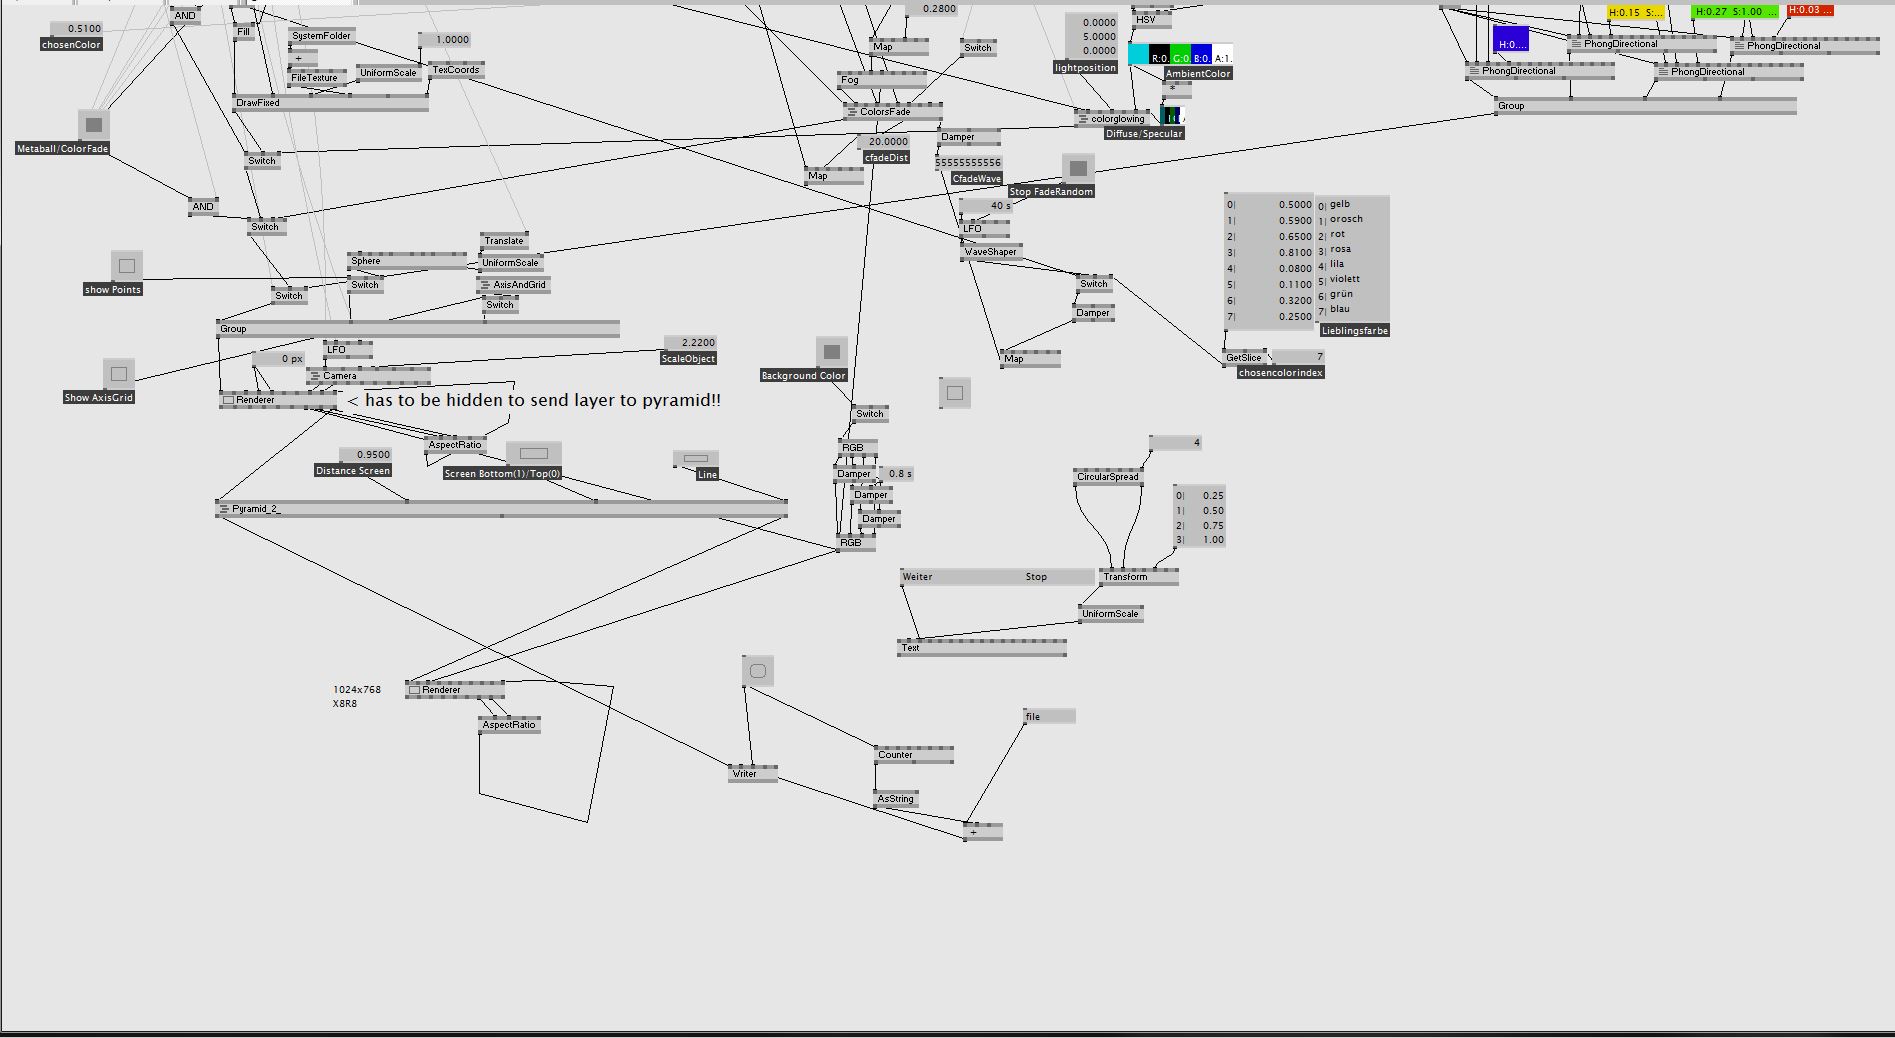 AND
0.5100
chosenColor
Fill
SystemFolder
+
FileTexture
UniformScale
1.0000
TexCoords
DrawFixed
0.2800
Map
Switch
Fog
ColorsFade
20.0000
cfadeDist
Map
Damper
55555555556
CfadeWave
Stop FadeRandom
0.0000
5.0000
0.0000
lightposition
HSV
R:0. G:0. B:0. A:1.
AmbientColor
*
colorglowing
Diffuse/Specular
H:0....
H:0.15 S:...
H:0.27 S:1.00 ...
H:0.03 ...
PhongDirectional
PhongDirectional
PhongDirectional
PhongDirectional
Group
Metaball/ColorFade
Switch
AND
Switch
show Points
Sphere
Switch
Switch
Translate
UniformScale
AxisAndGrid
Switch
Group
40 s
LFO
WaveShaper
Switch
Damper
Map
0| 0.5000
1| 0.5900
2| 0.6500
3| 0.8100
4| 0.0800
5| 0.1100
6| 0.3200
7| 0.2500
0| gelb
1| orosch
2| rot
3| rosa
4| lila
5| violett
6| grün
7| blau
Lieblingsfarbe
GetSlice
7
chosencolorindex
Show AxisGrid
0 px
LFO
Camera
2.2200
ScaleObject
Renderer
< has to be hidden to send layer to pyramid!!
AspectRatio
0.9500
Distance Screen
Screen Bottom(1)/Top(0)
Line
Pyramid_2_
Background Color
Switch
RGB
Damper
0.8 s
Damper
Damper
RGB
4
CircularSpread
0| 0.25
1| 0.50
2| 0.75
3| 1.00
Weiter Stop
Transform
UniformScale
Text
1024x768
X8R8
Renderer
AspectRatio
file
Counter
Writer
AsString
+